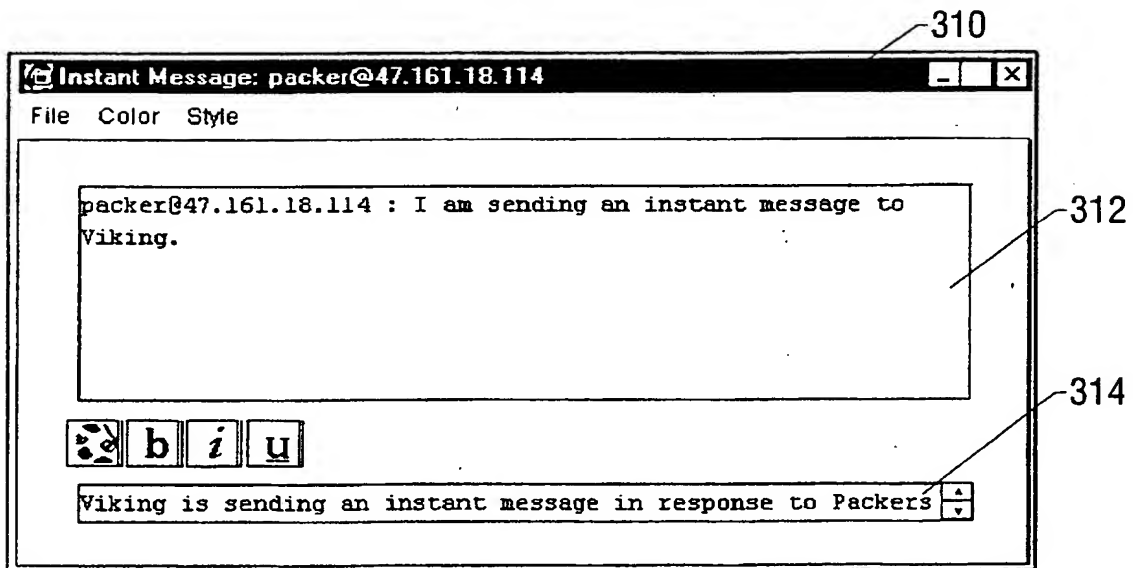 310
Instant Message: packer@47.161.18.114
File Color Style
packer@47.161.18.114 : I am sending an instant message to
Viking.
312
314
b i u
Viking is sending an instant message in response to Packers